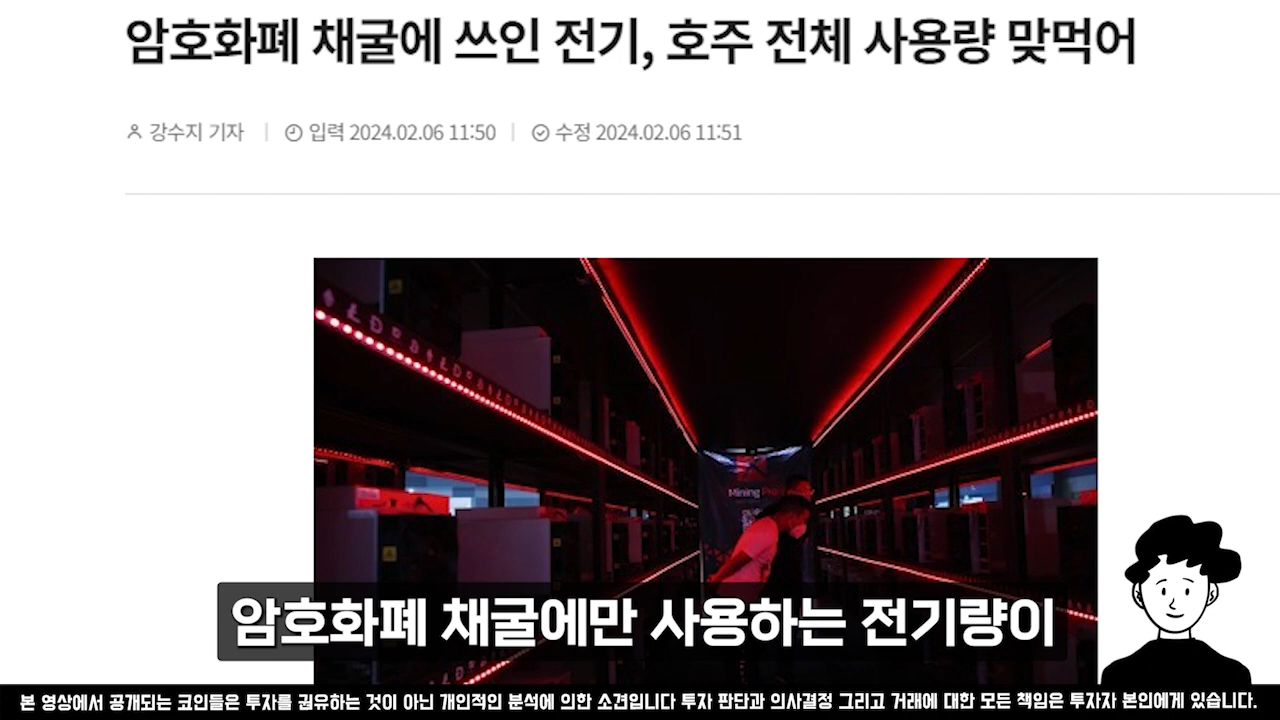 암호화폐 채굴에 쓰인 전기, 호주 전체 사용량 맞먹어
강수지 기자 | 입력 2024.02.06 11:50 | 수정 2024.02.06 11:51
Mining
암호화폐 채굴에만 사용하는 전기량이
본 영상에서 공개되는 코인들은 투자를 권유하는 것이 아닌 개인적인 분석에 의한 소견입니다 투자 판단과 의사결정 그리고 거래에 대한 모든 책임은 투자자 본인에게 있습니다.